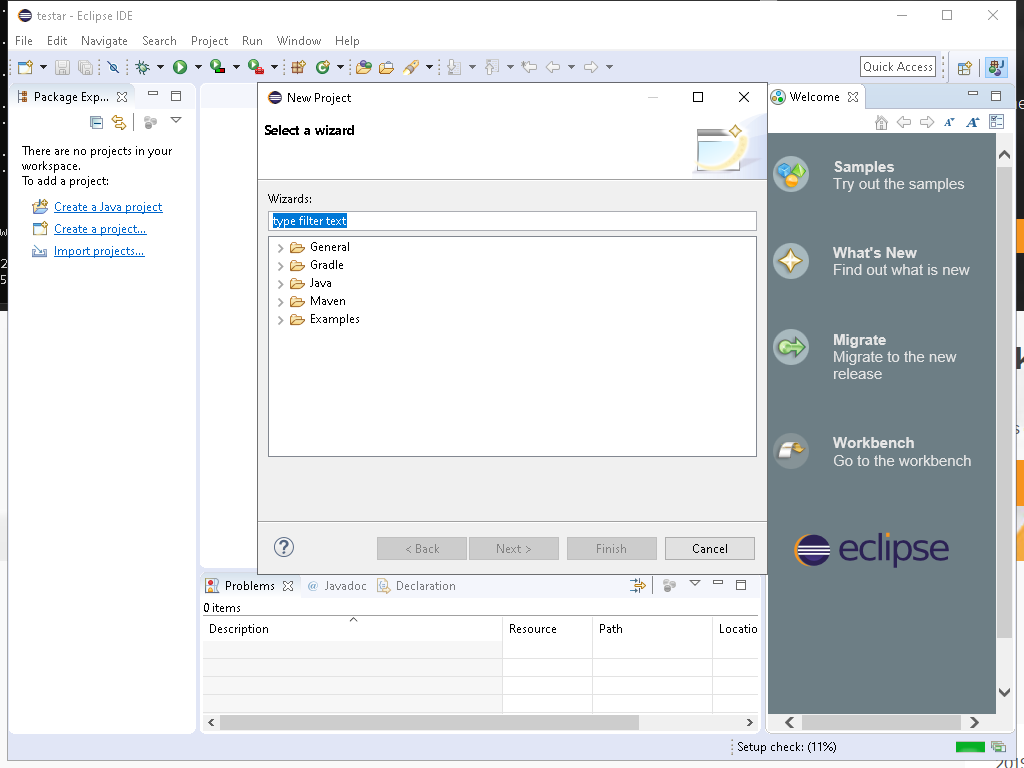 testar - Eclipse IDE
File Edit Navigate Search Project Run Window Help
Quick Access
Package Exp...
There are no projects in your
workspace.
To add a project:
Create a Java project
Create a project...
Import projects...
New Project
Select a wizard
Wizards:
type filter text
General
Gradle
Java
Maven
Examples
? < Back Next > Finish Cancel
Welcome
A A
Samples
Try out the samples
What's New
Find out what is new
Migrate
Migrate to the new
release
Workbench
Go to the workbench
eclipse
Problems @ Javadoc Declaration
0 items
Description Resource Path Locatio
Setup check: (11%)